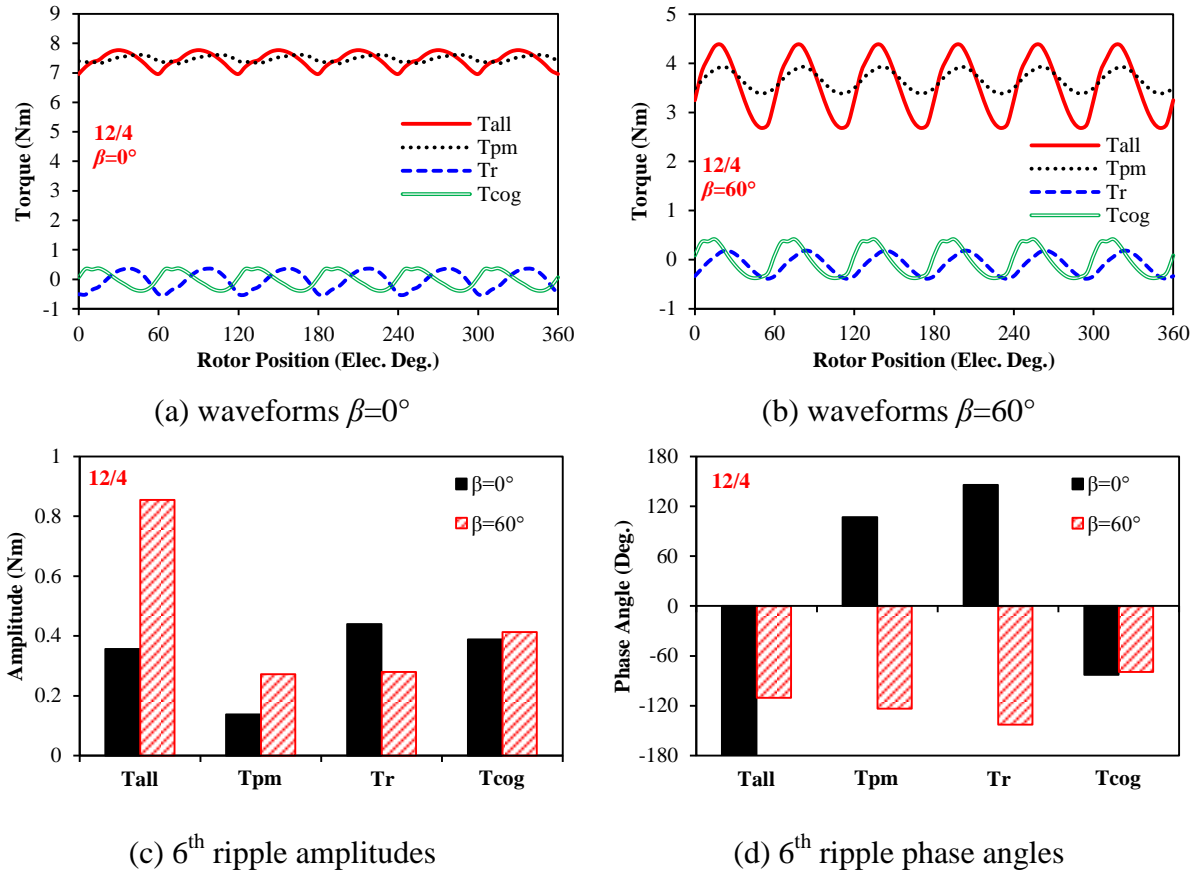 9
8
7
6
5
4
3
2
1
0
-1
Torque (Nm)
12/4
β=0°
Tall
Tpm
Tr
Tcog
0 60 120 180 240 300 360
Rotor Position (Elec. Deg.)
(a) waveforms β=0°
5
4
3
2
1
0
-1
Torque (Nm)
12/4
β=60°
Tall
Tpm
Tr
Tcog
0 60 120 180 240 300 360
Rotor Position (Elec. Deg.)
(b) waveforms β=60°
1
0.8
0.6
0.4
0.2
0
Amplitude (Nm)
12/4
β=0°
β=60°
Tall Tpm Tr Tcog
(c) 6th ripple amplitudes
180
120
60
0
-60
-120
-180
Phase Angle (Deg.)
12/4
β=0°
β=60°
Tall Tpm Tr Tcog
(d) 6th ripple phase angles